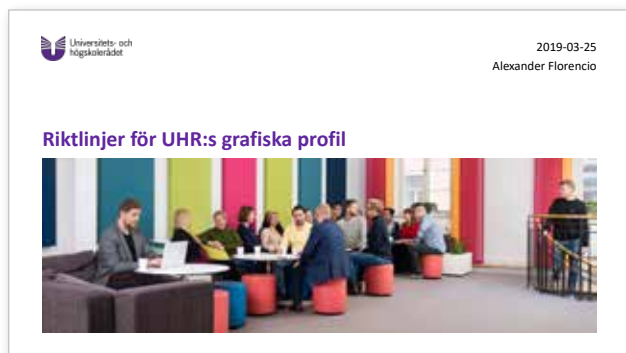 Universitets- och
högskolerådet
2019-03-25
Alexander Florencio
Riktlinjer för UHR:s grafiska profil